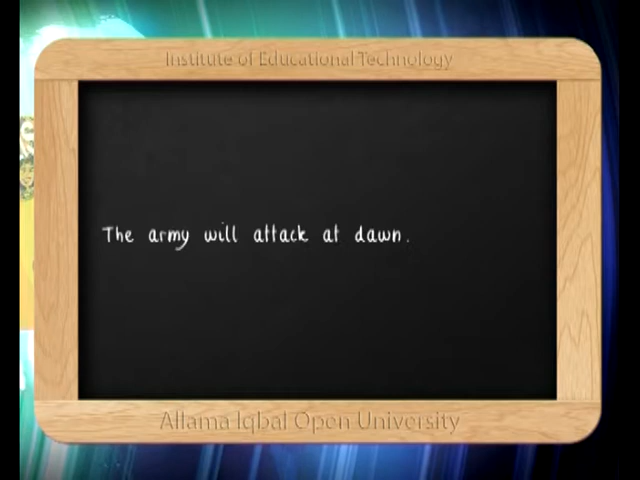 Institute of Educational Technology
The army will attack at dawn.
Allama Iqbal Open University